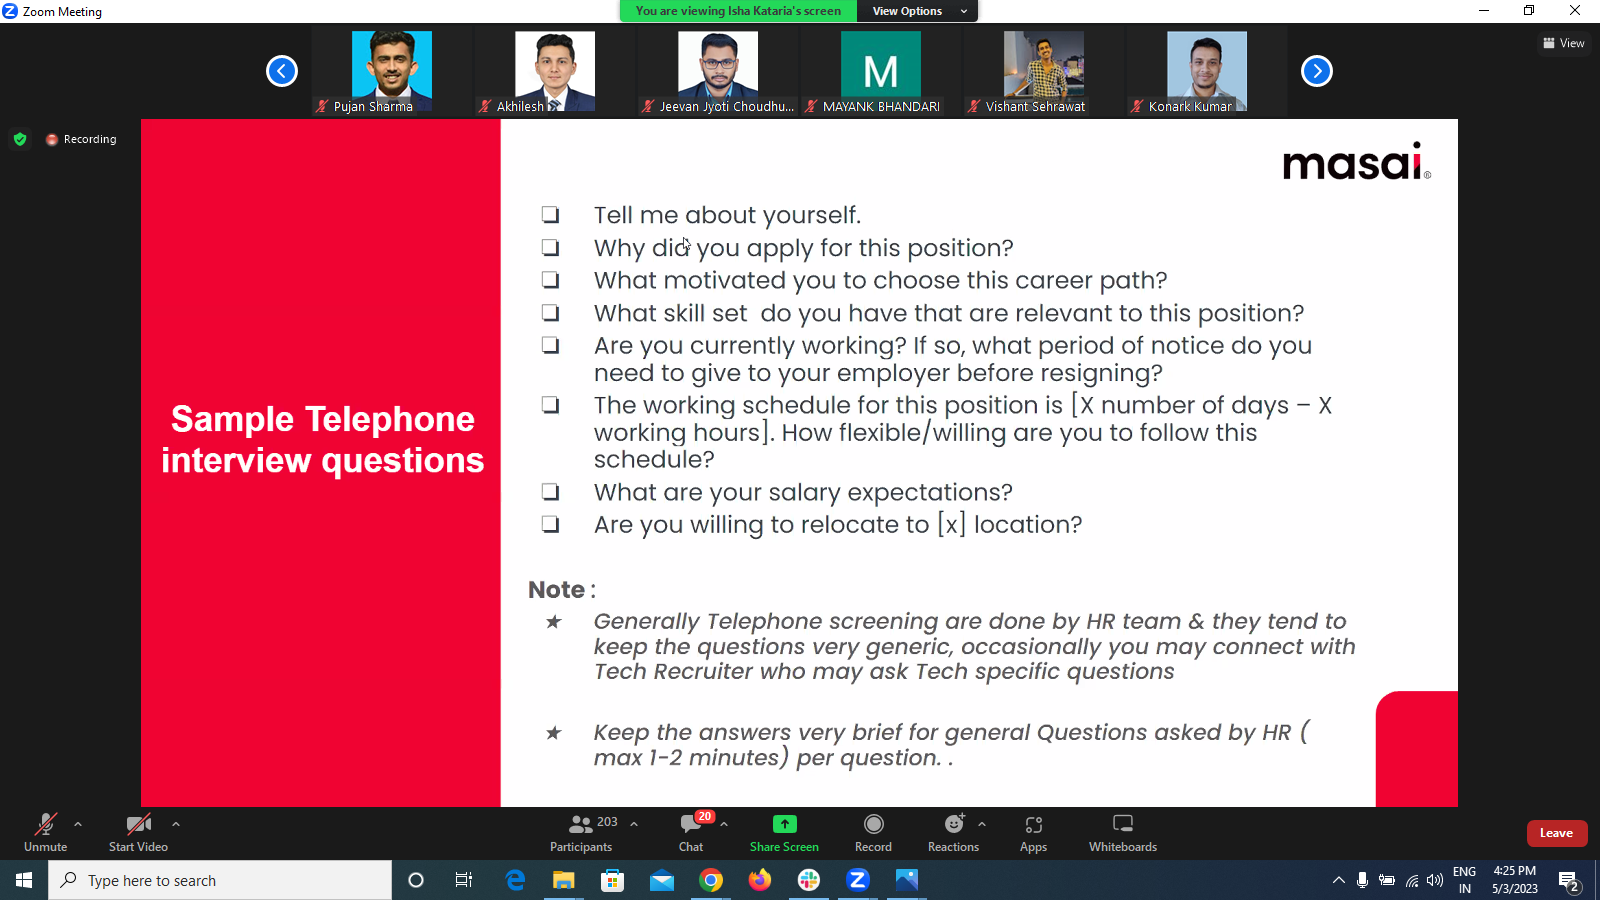 Zoom Meeting
You are viewing Isha Kataria's screen
View Options
View
Pujan Sharma
Akhilesh
Jeevan Jyoti Choudhu...
M
MAYANK BHANDARI
Vishant Sehrawat
Konark Kumar
Recording
masai
®
Sample Telephone
interview questions
Tell me about yourself.
Why did you apply for this position?
What motivated you to choose this career path?
What skill set  do you have that are relevant to this position?
Are you currently working? If so, what period of notice do you
need to give to your employer before resigning?
The working schedule for this position is [X number of days – X
working hours]. How flexible/willing are you to follow this
schedule?
What are your salary expectations?
Are you willing to relocate to [x] location?
Note :
Generally Telephone screening are done by HR team & they tend to
keep the questions very generic, occasionally you may connect with
Tech Recruiter who may ask Tech specific questions
Keep the answers very brief for general Questions asked by HR (
max 1-2 minutes) per question. .
Unmute
Start Video
203
Participants
20
Chat
Share Screen
Record
Reactions
Apps
Whiteboards
Leave
Type here to search
ENG
IN
4:25 PM
5/3/2023
2